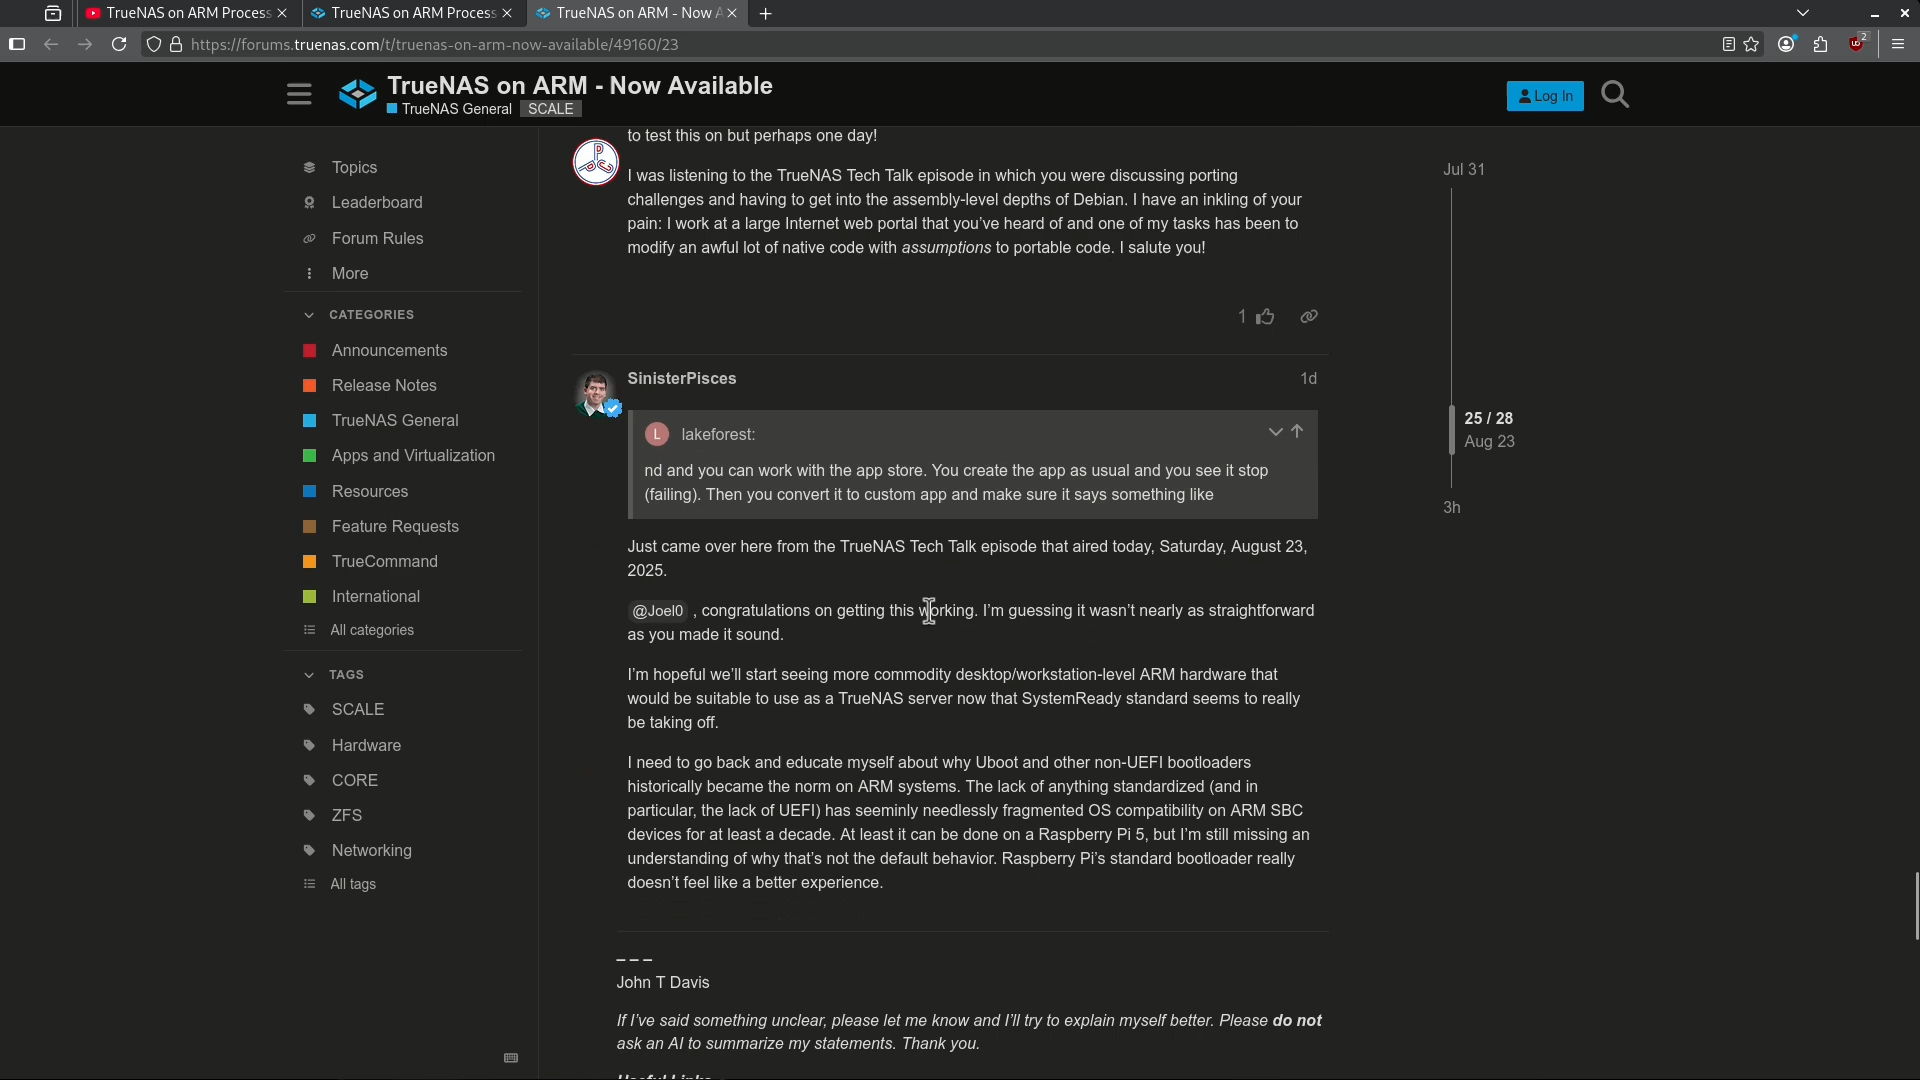 TrueNAS on ARM Process
TrueNAS on ARM Process
TrueNAS on ARM - Now A
https://forums.truenas.com/t/truenas-on-arm-now-available/49160/23
2
TrueNAS on ARM - Now Available
TrueNAS General SCALE
Log In
Topics
Leaderboard
Forum Rules
More
CATEGORIES
Announcements
Release Notes
TrueNAS General
Apps and Virtualization
Resources
Feature Requests
TrueCommand
International
All categories
TAGS
SCALE
Hardware
CORE
ZFS
Networking
All tags
to test this on but perhaps one day!
I was listening to the TrueNAS Tech Talk episode in which you were discussing porting
challenges and having to get into the assembly-level depths of Debian. I have an inkling of your
pain: I work at a large Internet web portal that you've heard of and one of my tasks has been to
modify an awful lot of native code with assumptions to portable code. I salute you!
1
SinisterPisces 1d
L lakeforest:
nd and you can work with the app store. You create the app as usual and you see it stop
(failing). Then you convert it to custom app and make sure it says something like
Just came over here from the TrueNAS Tech Talk episode that aired today, Saturday, August 23,
2025.
@Joel0 , congratulations on getting this working. I'm guessing it wasn't nearly as straightforward
as you made it sound.
I'm hopeful we'll start seeing more commodity desktop/workstation-level ARM hardware that
would be suitable to use as a TrueNAS server now that SystemReady standard seems to really
be taking off.
I need to go back and educate myself about why Uboot and other non-UEFI bootloaders
historically became the norm on ARM systems. The lack of anything standardized (and in
particular, the lack of UEFI) has seeminly needlessly fragmented OS compatibility on ARM SBC
devices for at least a decade. At least it can be done on a Raspberry Pi 5, but I'm still missing an
understanding of why that's not the default behavior. Raspberry Pi's standard bootloader really
doesn't feel like a better experience.
– – –
John T Davis
If I've said something unclear, please let me know and I'll try to explain myself better. Please do not
ask an AI to summarize my statements. Thank you.
Useful Links
Jul 31
25 / 28
Aug 23
3h